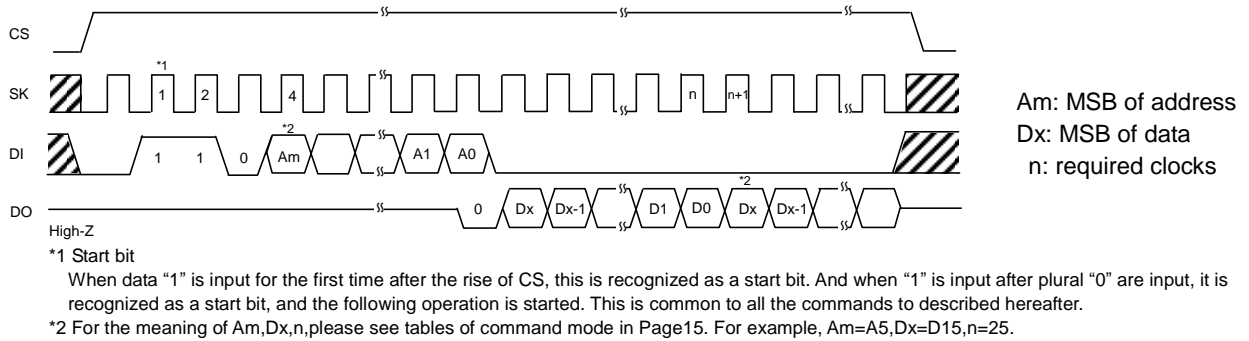 CS
SK
*1
1
2
4
n
n+1
DI
1
1
0
*2
Am
A1
A0
DO
High-Z
0
Dx
Dx-1
D1
D0
*2
Dx
Dx-1
Am: MSB of address
Dx: MSB of data
n: required clocks
*1 Start bit
When data “1” is input for the first time after the rise of CS, this is recognized as a start bit. And when “1” is input after plural “0” are input, it is
recognized as a start bit, and the following operation is started. This is common to all the commands to described hereafter.
*2 For the meaning of Am,Dx,n,please see tables of command mode in Page15. For example, Am=A5,Dx=D15,n=25.